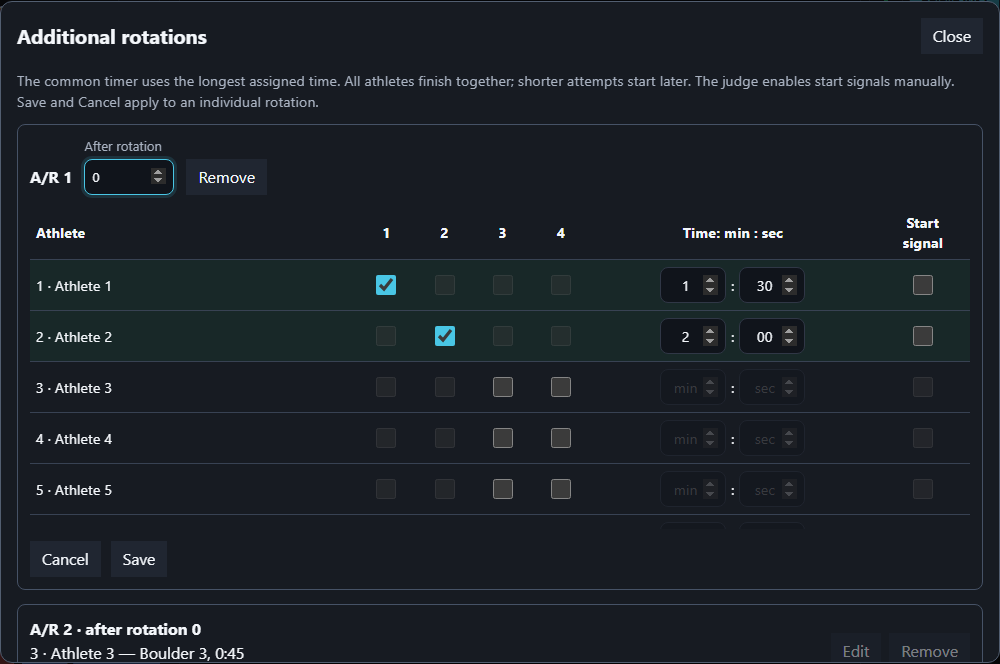 Additional rotations
Close
The common timer uses the longest assigned time. All athletes finish together; shorter attempts start later. The judge enables start signals manually.
Save and Cancel apply to an individual rotation.
After rotation
A/R 1 0 Remove
Athlete 1 2 3 4 Time: min : sec Start signal
1 · Athlete 1 1 : 30
2 · Athlete 2 2 : 00
3 · Athlete 3 min : sec
4 · Athlete 4 min : sec
5 · Athlete 5 min : sec
Cancel Save
A/R 2 · after rotation 0
3 · Athlete 3 — Boulder 3, 0:45
Edit Remove